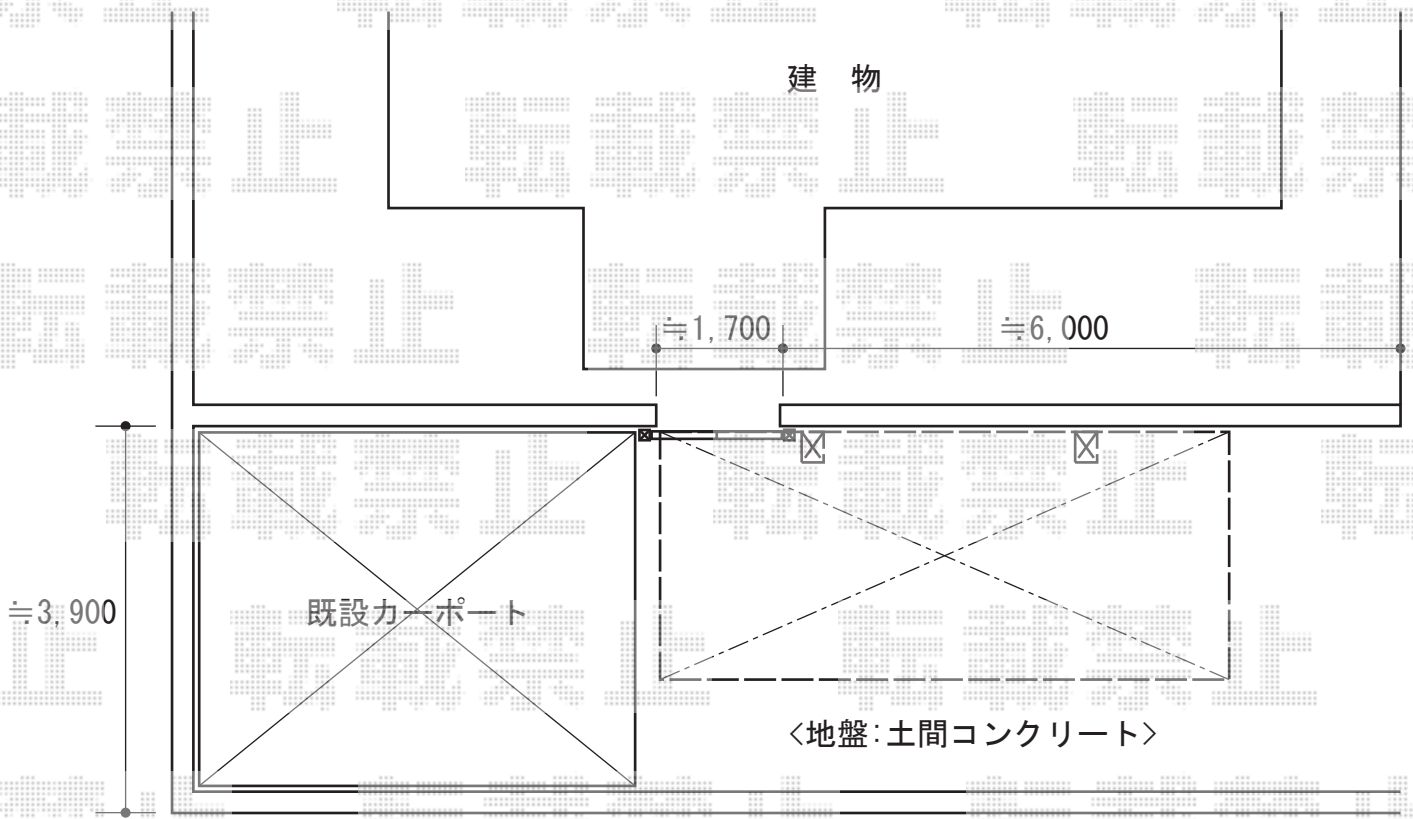 建 物
≒1,700
≒6,000
≒3,900
既設カーポート
<地盤:土間コンクリート>
転載禁止